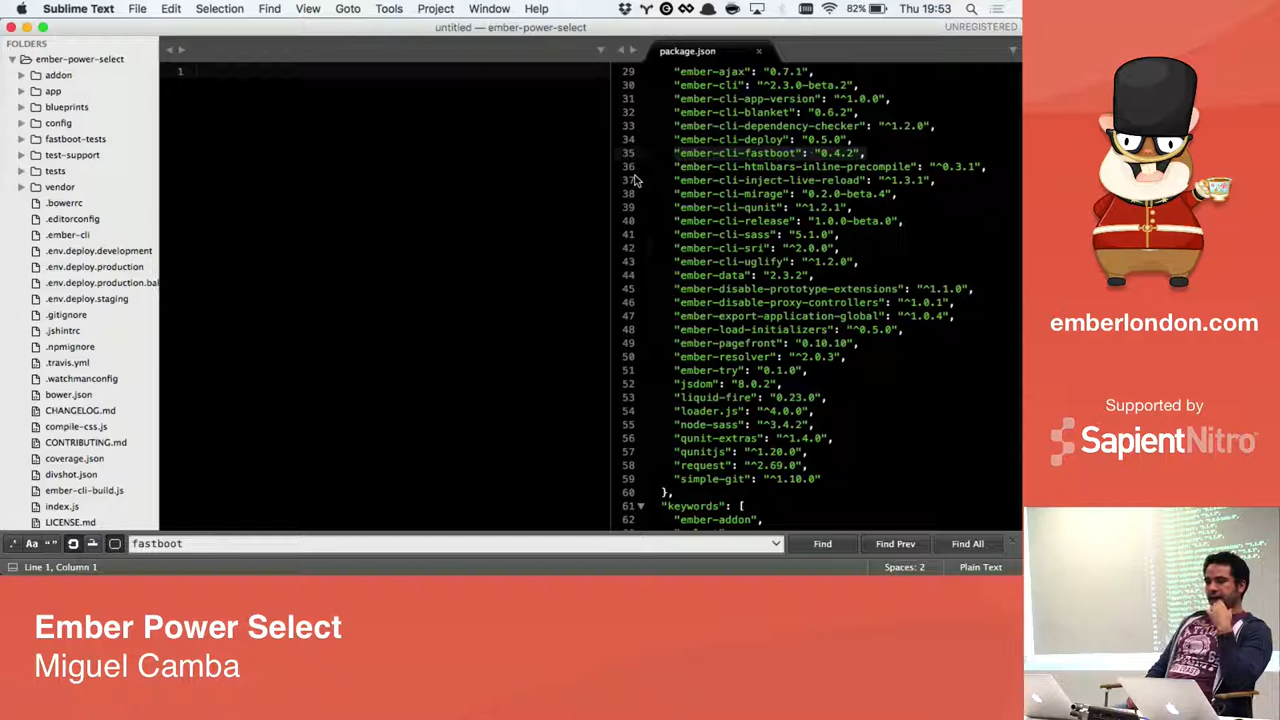 Sublime Text File Edit Selection Find View Goto Tools Project Window Help 82% Thu 19:53
untitled — ember-power-select UNREGISTERED
FOLDERS
ember-power-select
addon
app
blueprints
config
fastboot-tests
test-support
tests
vendor
.bowerrc
.editorconfig
.ember-cli
.env.deploy.development
.env.deploy.production
.env.deploy.production.bak
.env.deploy.staging
.gitignore
.jshintrc
.npmignore
.travis.yml
.watchmanconfig
bower.json
CHANGELOG.md
compile-css.js
CONTRIBUTING.md
coverage.json
divshot.json
ember-cli-build.js
index.js
LICENSE.md
1
package.json
29 "ember-ajax": "0.7.1",
30 "ember-cli": "^2.3.0-beta.2",
31 "ember-cli-app-version": "^1.0.0",
32 "ember-cli-blanket": "0.6.2",
33 "ember-cli-dependency-checker": "^1.2.0",
34 "ember-cli-deploy": "0.5.0",
35 "ember-cli-fastboot": "0.4.2",
36 "ember-cli-htmlbars-inline-precompile": "^0.3.1",
37 "ember-cli-inject-live-reload": "^1.3.1",
38 "ember-cli-mirage": "0.2.0-beta.4",
39 "ember-cli-qunit": "^1.2.1",
40 "ember-cli-release": "1.0.0-beta.0",
41 "ember-cli-sass": "5.1.0",
42 "ember-cli-sri": "^2.0.0",
43 "ember-cli-uglify": "^1.2.0",
44 "ember-data": "2.3.2",
45 "ember-disable-prototype-extensions": "^1.1.0",
46 "ember-disable-proxy-controllers": "^1.0.1",
47 "ember-export-application-global": "^1.0.4",
48 "ember-load-initializers": "^0.5.0",
49 "ember-pagefront": "0.10.10",
50 "ember-resolver": "^2.0.3",
51 "ember-try": "0.1.0",
52 "jsdom": "8.0.2",
53 "liquid-fire": "0.23.0",
54 "loader.js": "^4.0.0",
55 "node-sass": "^3.4.2",
56 "qunit-extras": "^1.4.0",
57 "qunitjs": "^1.20.0",
58 "request": "^2.69.0",
59 "simple-git": "^1.10.0"
60 },
61 "keywords": [
62 "ember-addon",
.* Aa "" fastboot Find Find Prev Find All
Line 1, Column 1 Spaces: 2 Plain Text
emberlondon.com
Supported by
SapientNitro
Ember Power Select
Miguel Camba